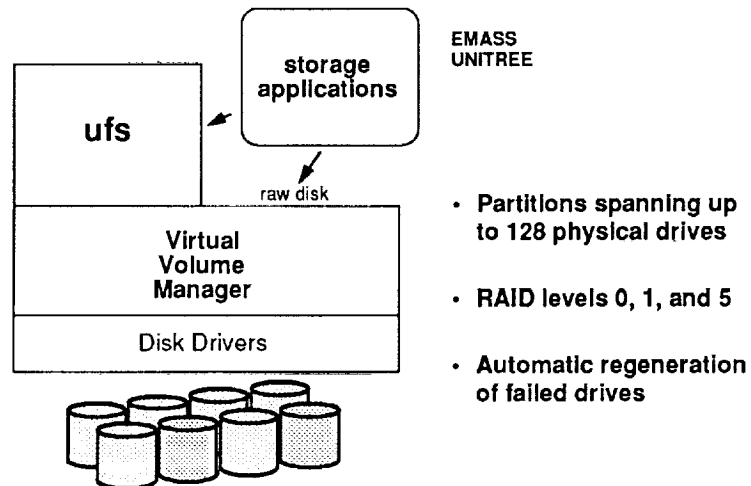 storage
applications
EMASS
UNITREE
ufs
raw disk
Virtual
Volume
Manager
Disk Drivers
• Partitions spanning up
to 128 physical drives
• RAID levels 0, 1, and 5
• Automatic regeneration
of failed drives